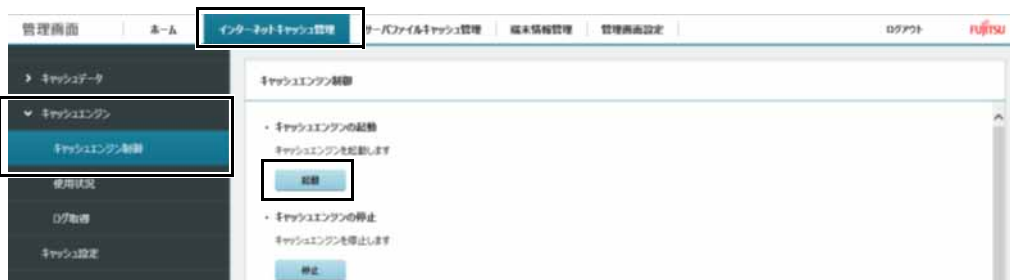 管理画面
ホーム
インターネットキャッシュ管理
サーバファイルキャッシュ管理
端末情報管理
管理画面設定
ログアウト
FUJITSU
キャッシュデータ
キャッシュエンジン
キャッシュエンジン制御
使用状況
ログ取得
キャッシュ設定
キャッシュエンジン制御
・ キャッシュエンジンの起動
キャッシュエンジンを起動します
起動
・ キャッシュエンジンの停止
キャッシュエンジンを停止します
停止